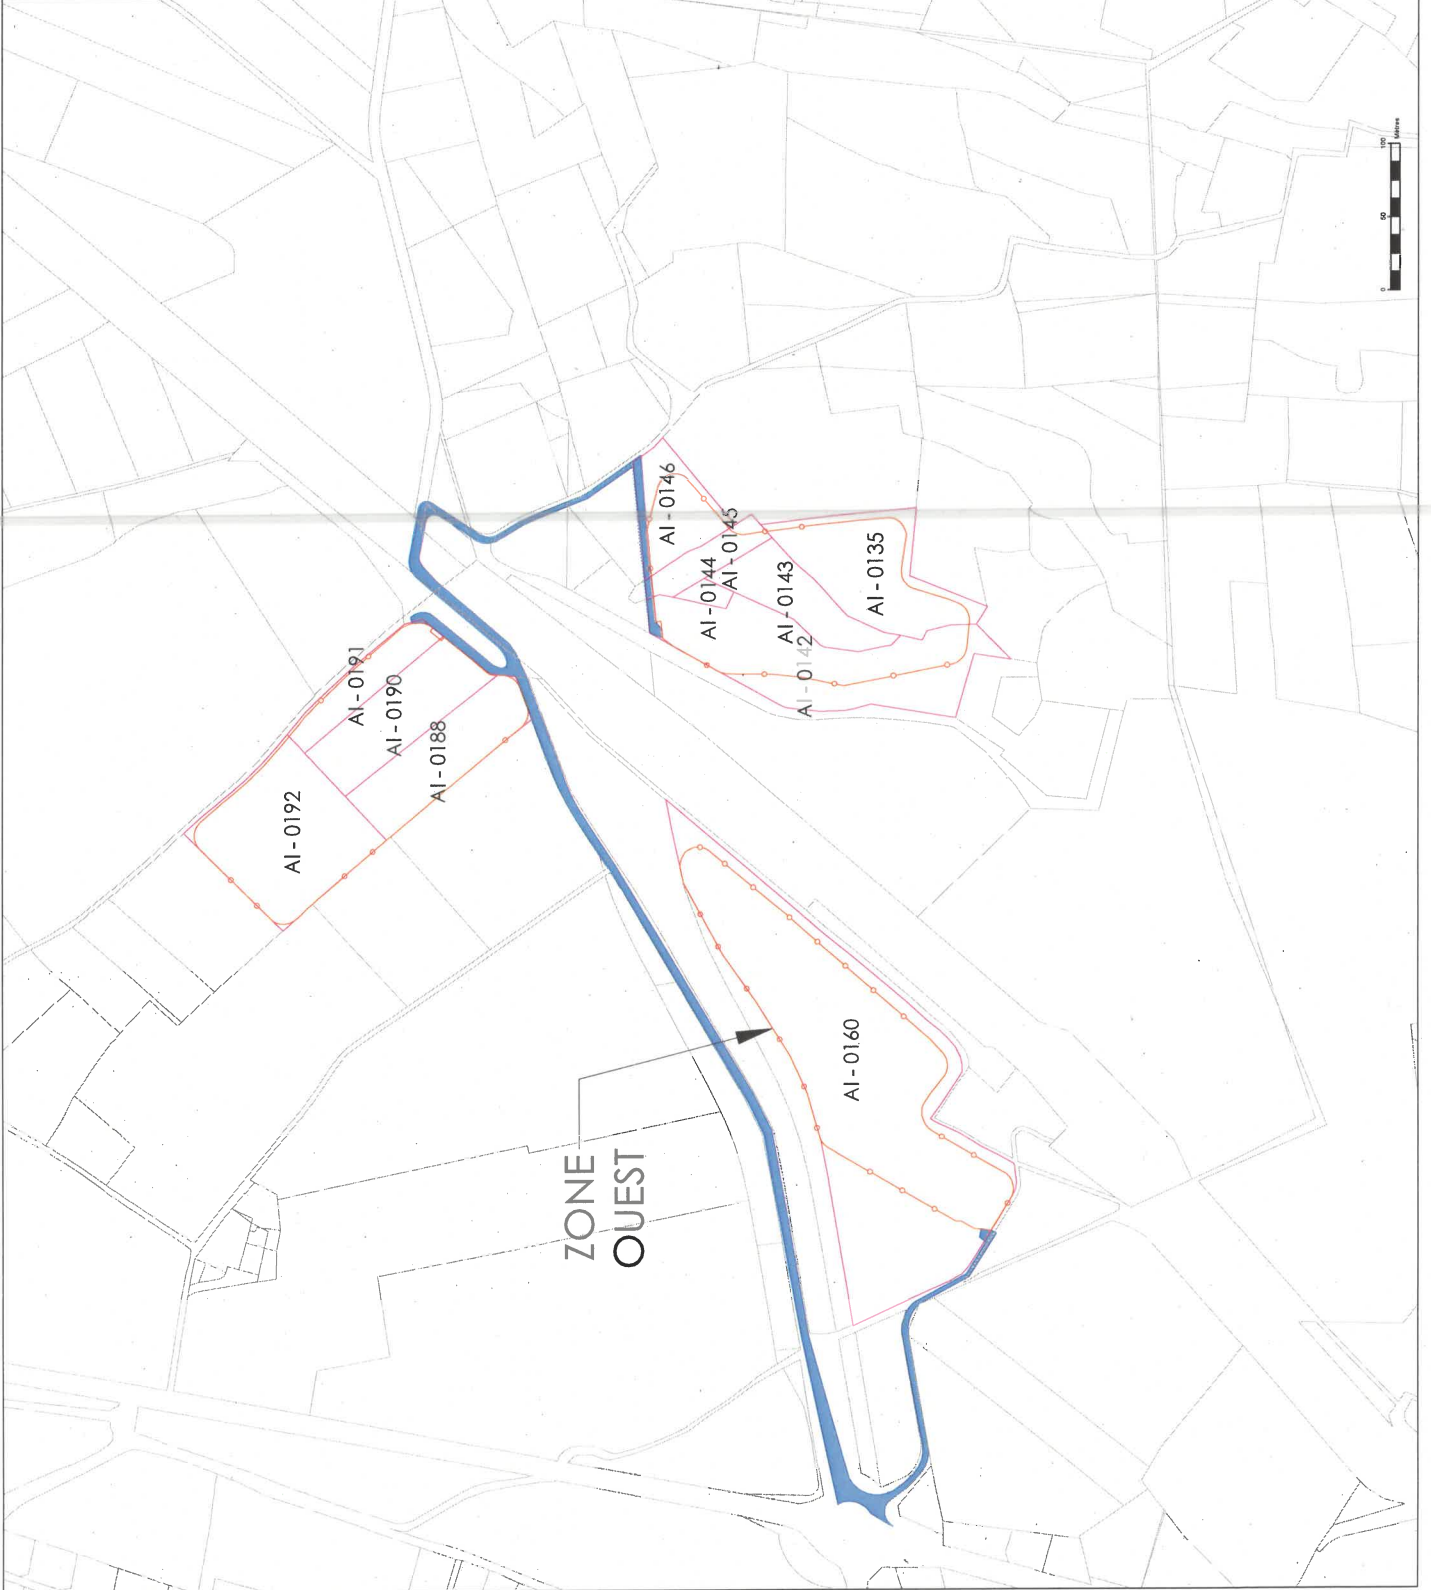 AI - 0192
AI - 0191
AI - 0190
AI - 0188
AI - 0146
AI - 0145
AI - 0144
AI - 0143
AI - 0142
AI - 0135
AI - 0160
ZONE
OUEST
0 50 100
Mètres